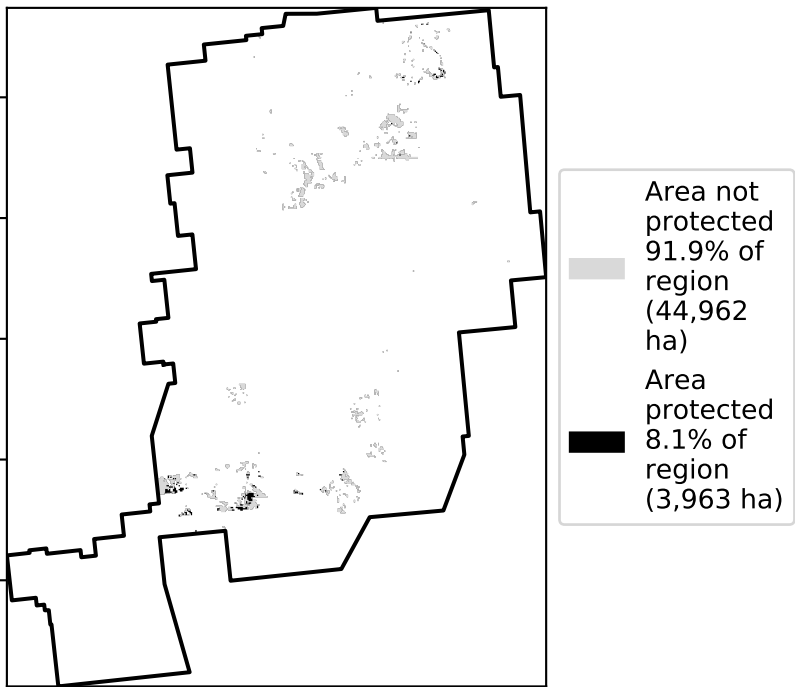 Area not
protected
91.9% of
region
(44,962
ha)
Area
protected
8.1% of
region
(3,963 ha)